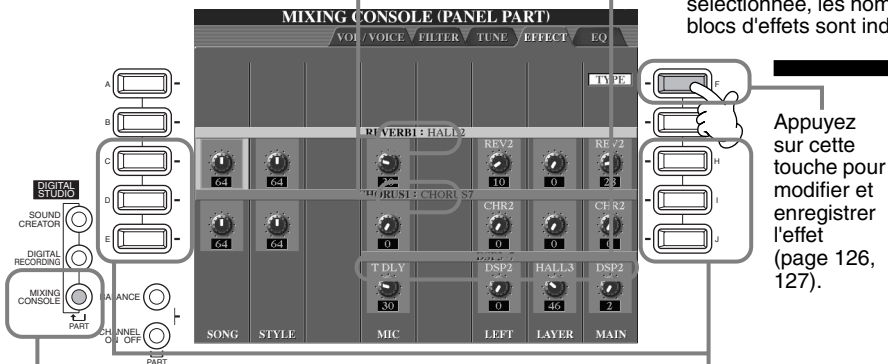 sélectionnée, les nom
blocs d'effets sont ind
MIXING CONSOLE (PANEL PART)
VOL/VOICE FILTER TUNE EFFECT EQ
TYPE
A
B
C
D
E
F
H
I
J
REVERB1 : HALL2
REV2 REV2
64 64 10 0 28
CHORUS1 : CHORUS7
CHR2 CHR2
64 64 0 0 0 0
T DLY DSP2 HALL3 DSP2
30 0 46 2
SONG STYLE MIC LEFT LAYER MAIN
DIGITAL
STUDIO
SOUND
CREATOR
DIGITAL
RECORDING
MIXING
CONSOLE
PART
BALANCE
CHANNEL
ON OFF
PART
Appuyez
sur cette
touche pour
modifier et
enregistrer
l'effet
(page 126,
127).